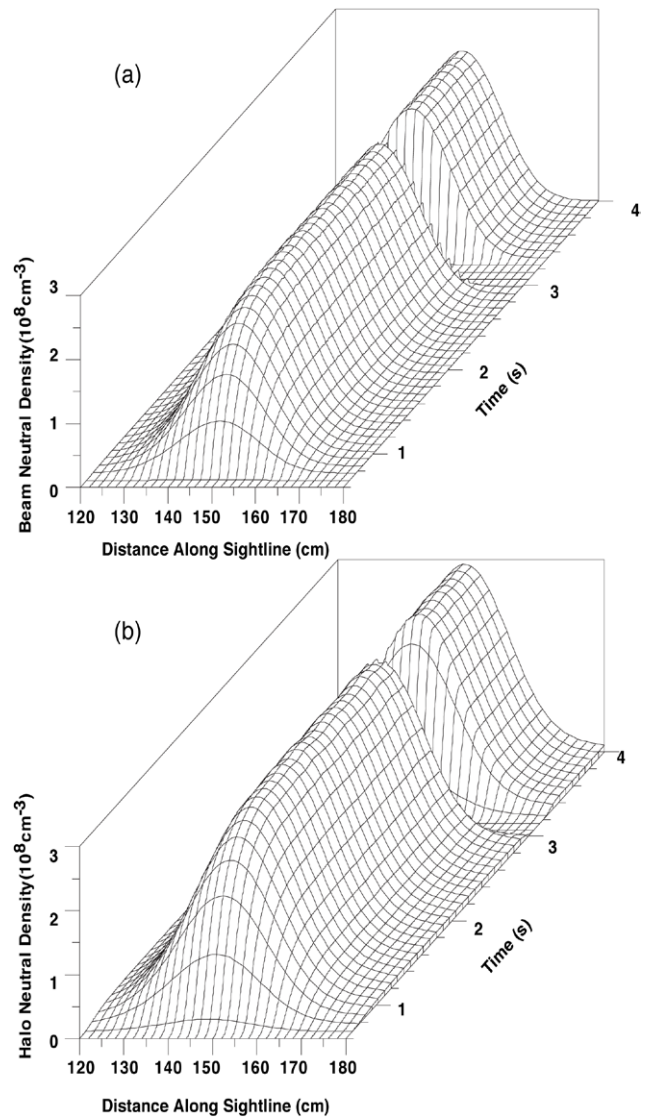 (a)
Beam Neutral Density(10⁸cm⁻³)
3
2
1
0
120 130 140 150 160 170 180
Distance Along Sightline (cm)
1
2
3
4
Time (s)
(b)
Halo Neutral Density(10⁸cm⁻³)
3
2
1
0
120 130 140 150 160 170 180
Distance Along Sightline (cm)
1
2
3
4
Time (s)